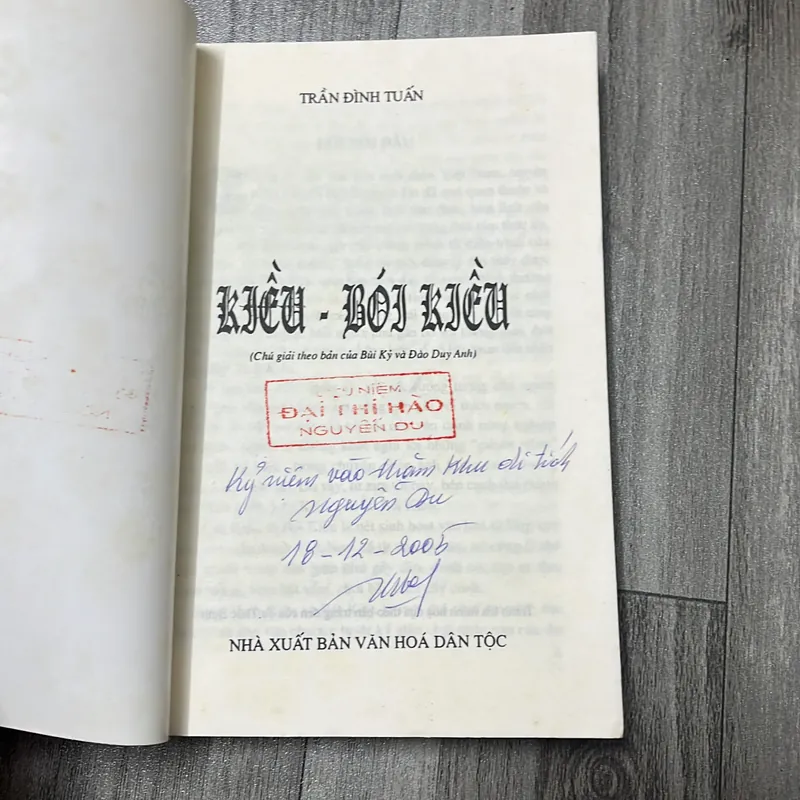 TRẦN ĐÌNH TUẤN
KIỀU - BÓI KIỀU
(Chú giải theo bản của Bùi Kỷ và Đào Duy Anh)
NIỆM
ĐẠI THI HÀO
NGUYỄN DU
Kỷ niệm vào thăm khu di tích
Nguyễn Du
18-12-2005
NHÀ XUẤT BẢN VĂN HOÁ DÂN TỘC